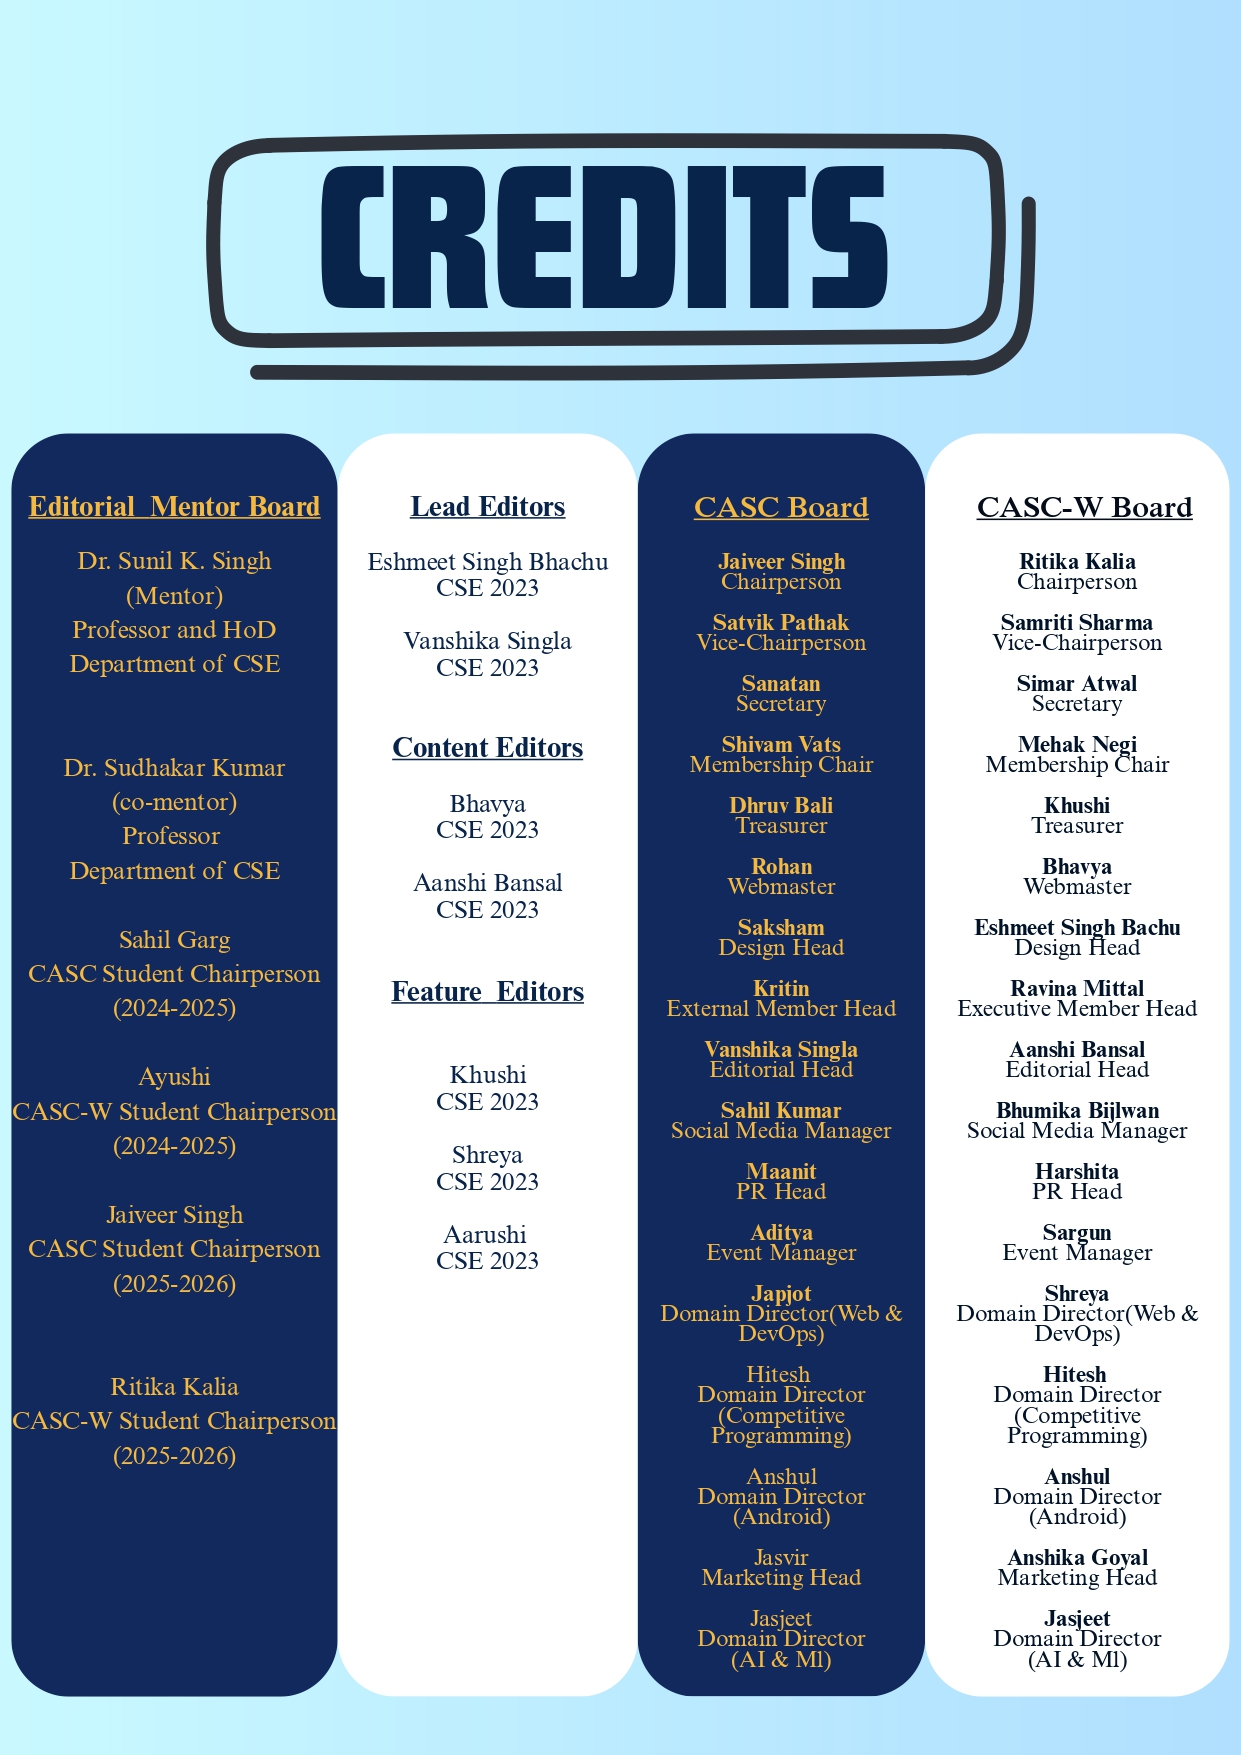 CREDITS
Editorial  Mentor Board
Dr. Sunil K. Singh
(Mentor)
Professor and HoD
Department of CSE
Dr. Sudhakar Kumar
(co-mentor)
Professor
Department of CSE
Sahil Garg
CASC Student Chairperson
(2024-2025)
Ayushi
CASC-W Student Chairperson
(2024-2025)
Jaiveer Singh
CASC Student Chairperson
(2025-2026)
Ritika Kalia
CASC-W Student Chairperson
(2025-2026)
Lead Editors
Eshmeet Singh Bhachu
CSE 2023
Vanshika Singla
CSE 2023
Content Editors
Bhavya
CSE 2023
Aanshi Bansal
CSE 2023
Feature  Editors
Khushi
CSE 2023
Shreya
CSE 2023
Aarushi
CSE 2023
CASC Board
Jaiveer Singh
Chairperson
Satvik Pathak
Vice-Chairperson
Sanatan
Secretary
Shivam Vats
Membership Chair
Dhruv Bali
Treasurer
Rohan
Webmaster
Saksham
Design Head
Kritin
External Member Head
Vanshika Singla
Editorial Head
Sahil Kumar
Social Media Manager
Maanit
PR Head
Aditya
Event Manager
Japjot
Domain Director(Web &
DevOps)
Hitesh
Domain Director
(Competitive
Programming)
Anshul
Domain Director
(Android)
Jasvir
Marketing Head
Jasjeet
Domain Director
(AI & Ml)
CASC-W Board
Ritika Kalia
Chairperson
Samriti Sharma
Vice-Chairperson
Simar Atwal
Secretary
Mehak Negi
Membership Chair
Khushi
Treasurer
Bhavya
Webmaster
Eshmeet Singh Bachu
Design Head
Ravina Mittal
Executive Member Head
Aanshi Bansal
Editorial Head
Bhumika Bijlwan
Social Media Manager
Harshita
PR Head
Sargun
Event Manager
Shreya
Domain Director(Web &
DevOps)
Hitesh
Domain Director
(Competitive
Programming)
Anshul
Domain Director
(Android)
Anshika Goyal
Marketing Head
Jasjeet
Domain Director
(AI & Ml)